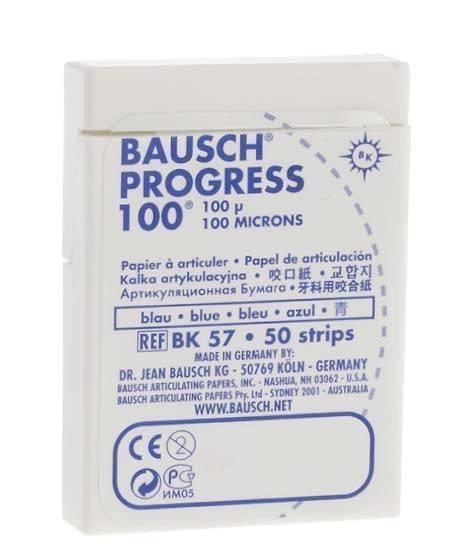 BAUSCH®
PROGRESS
100® 100 µ
100 MICRONS
BK
Papier à articuler • Papel de articulación
Kalka artykulacyjna • 咬口紙 • 교합지
Артикуляционная Бумага • 牙科用咬合紙
blau • blue • bleu • azul • 青
REF BK 57 • 50 strips
MADE IN GERMANY BY:
DR. JEAN BAUSCH KG - 50769 KÖLN - GERMANY
BAUSCH ARTICULATING PAPERS, INC. - NASHUA, NH 03062 - U.S.A.
BAUSCH ARTICULATING PAPERS Pty. Ltd - SYDNEY 2001 - AUSTRALIA
WWW.BAUSCH.NET
CE 2
РС
ИМ05